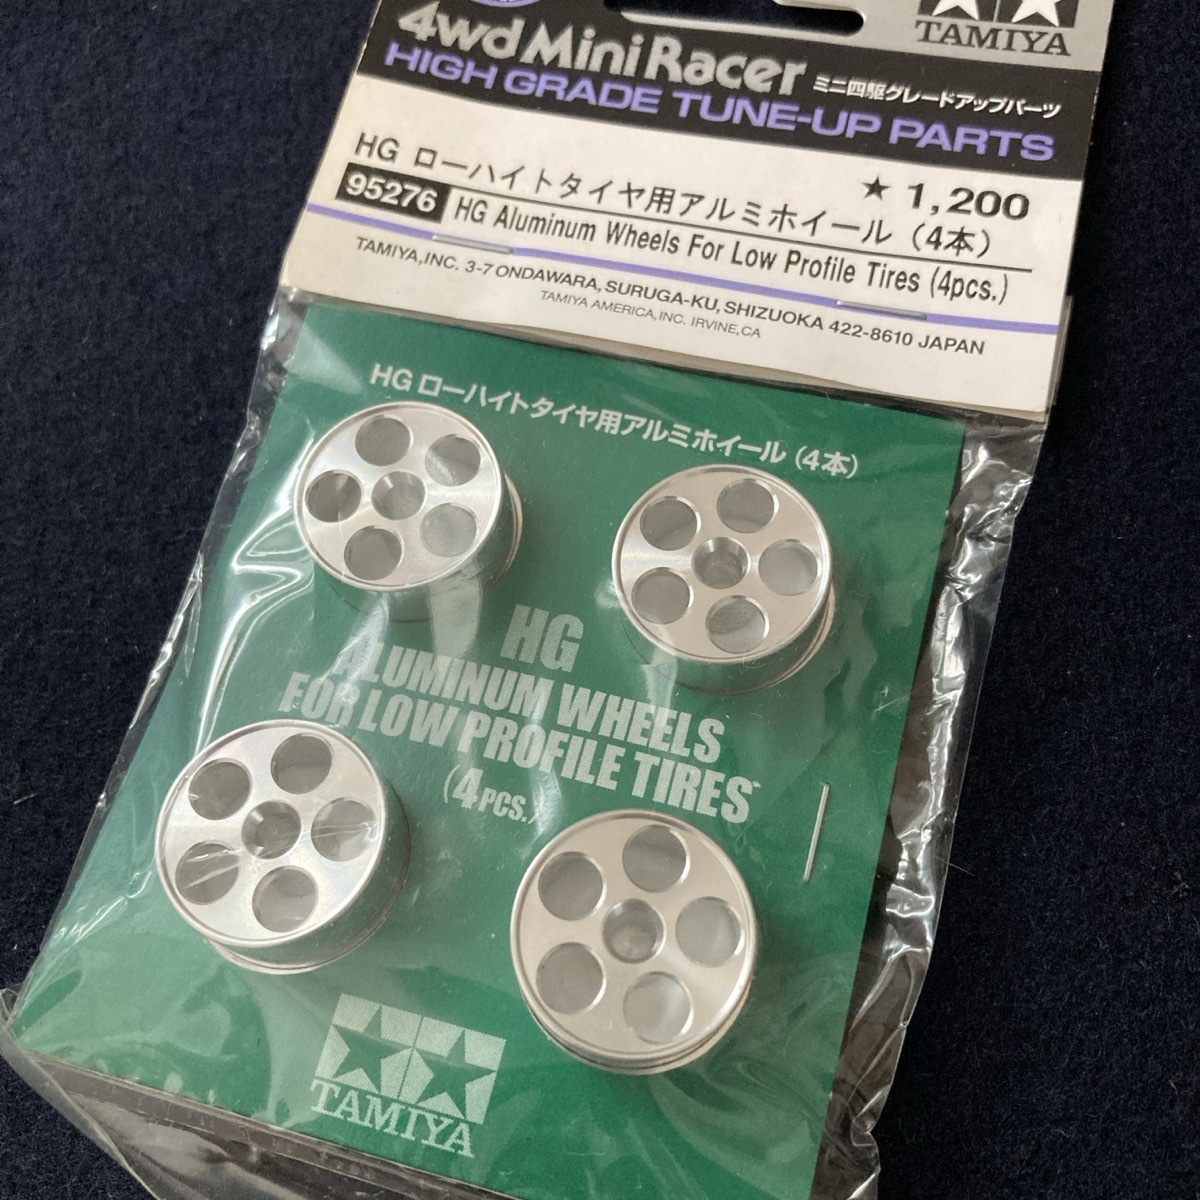 TAMIYA
4wd Mini Racer ミニ四駆グレードアップパーツ
HIGH GRADE TUNE-UP PARTS
★ 1,200
HG ローハイトタイヤ用アルミホイール (4本)
95276 HG Aluminum Wheels For Low Profile Tires (4pcs.)
TAMIYA,INC. 3-7 ONDAWARA, SURUGA-KU, SHIZUOKA 422-8610 JAPAN
TAMIYA AMERICA,INC. IRVINE,CA
HG ローハイトタイヤ用アルミホイール (4本)
HG
ALUMINUM WHEELS
FOR LOW PROFILE TIRES
(4PCS.)
TAMIYA